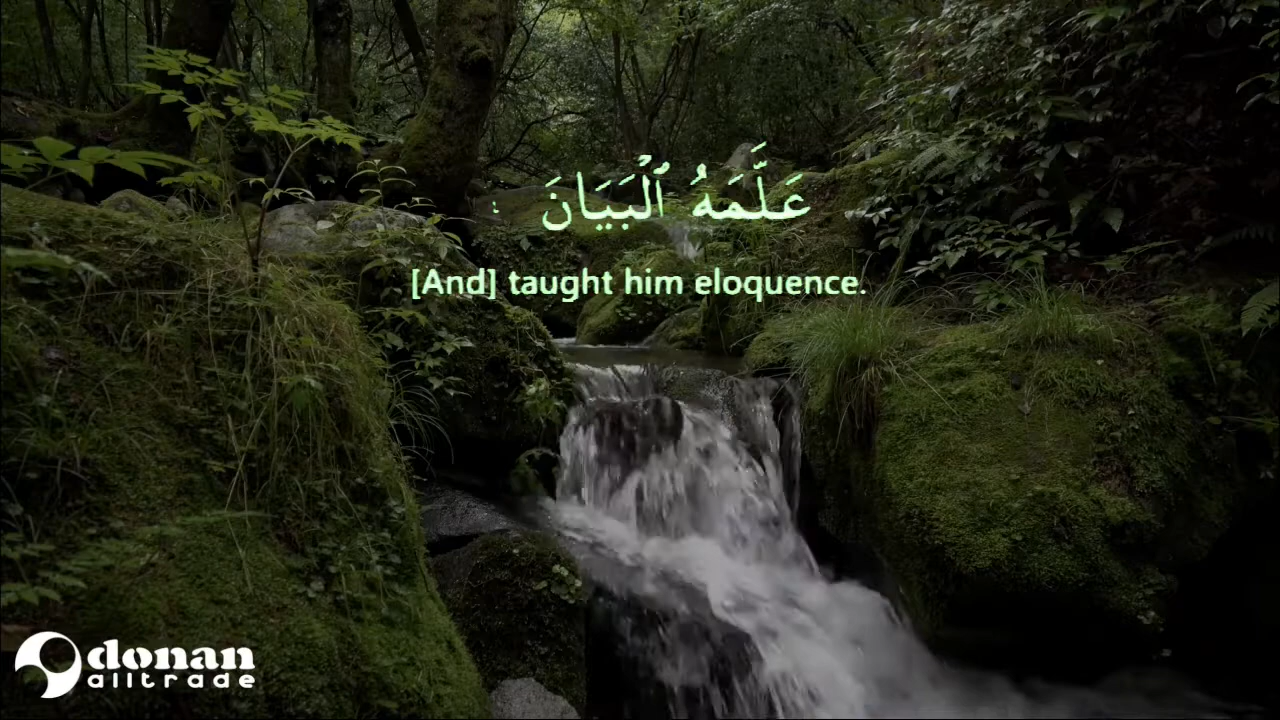 عَلَّمَهُ ٱلْبَيَانَ
[And] taught him eloquence.
donan
alltrade